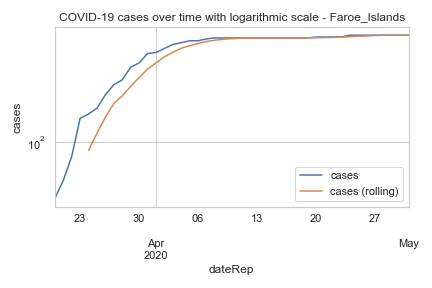 COVID-19 cases over time with logarithmic scale - Faroe_Islands
cases
10²
cases
cases (rolling)
23 30 06 13 20 27
Apr May
2020
dateRep